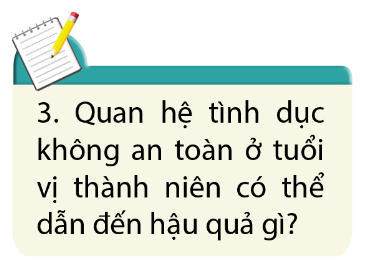 3. Quan hệ tình dục
không an toàn ở tuổi
vị thành niên có thể
dẫn đến hậu quả gì?